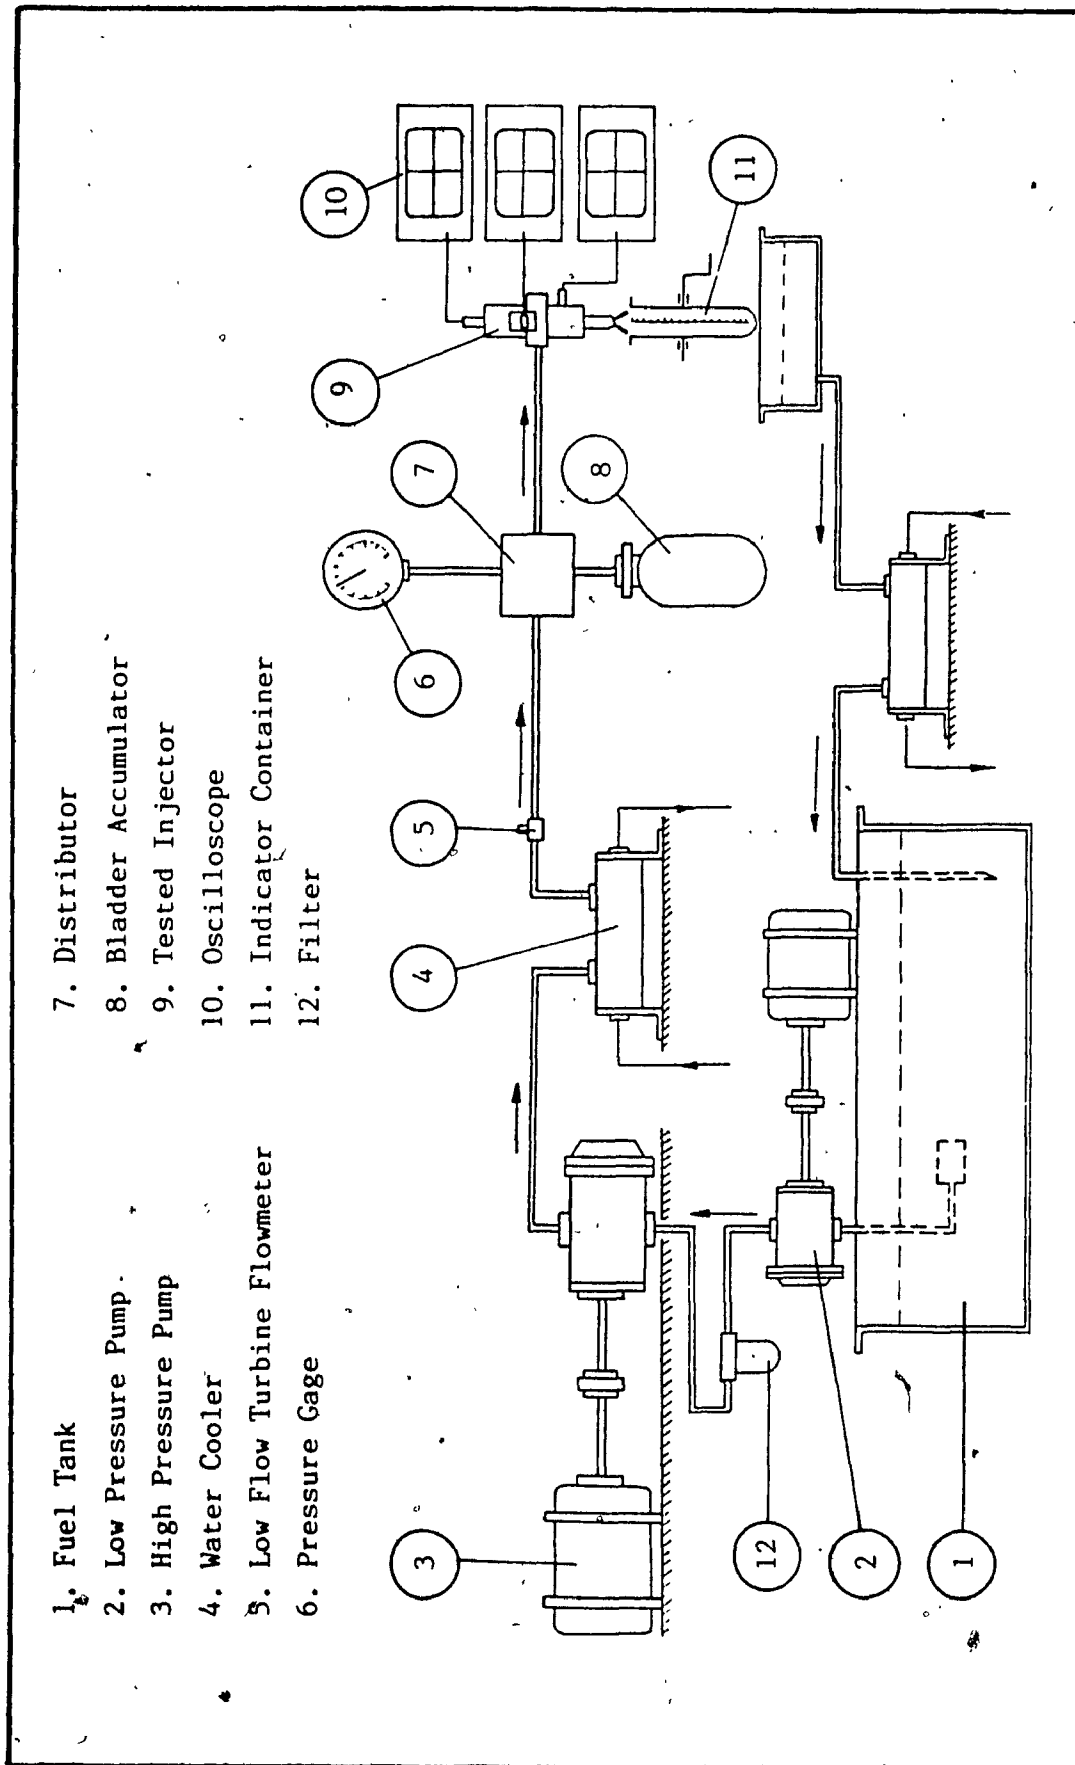 1. Fuel Tank
2. Low Pressure Pump
3. High Pressure Pump
4. Water Cooler
5. Low Flow Turbine Flowmeter
6. Pressure Gage
7. Distributor
8. Bladder Accumulator
9. Tested Injector
10. Oscilloscope
11. Indicator Container
12. Filter
10
9
11
7
6
8
5
4
3
12
2
1